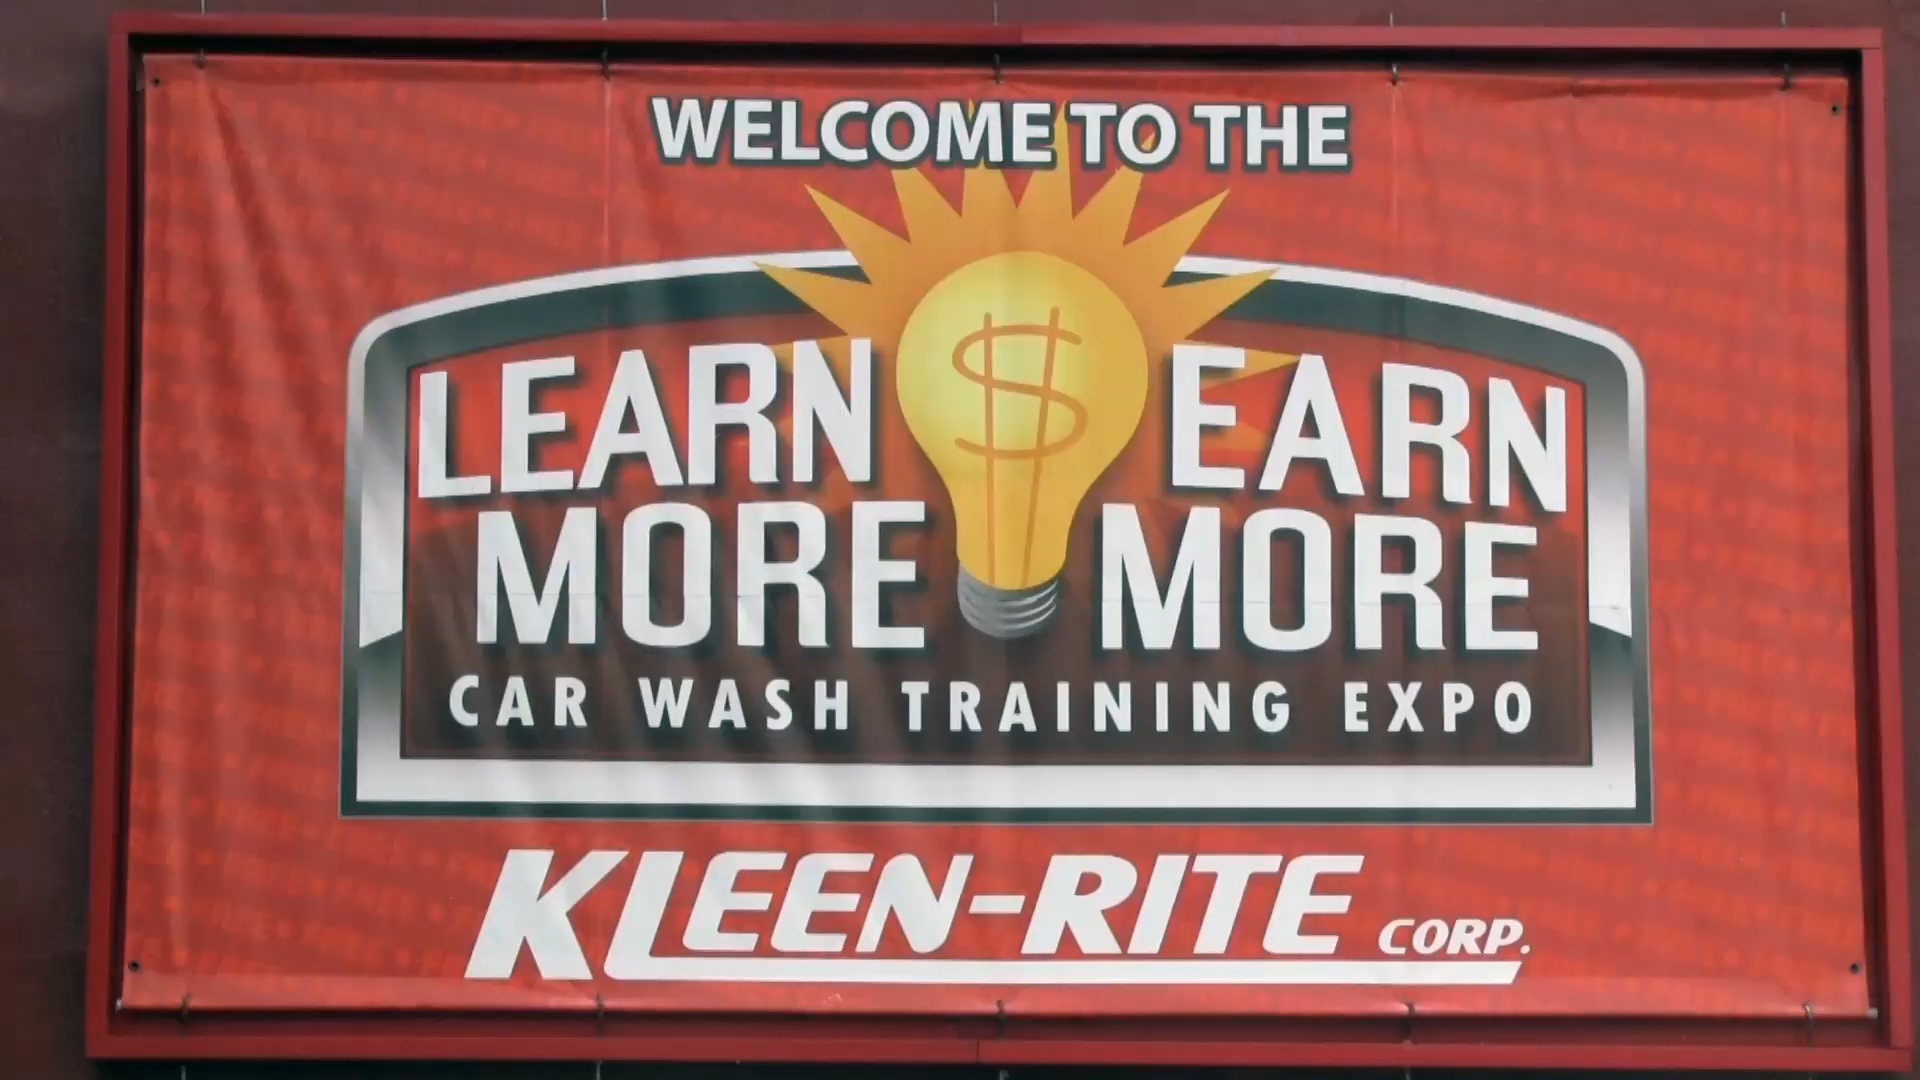 WELCOME TO THE
LEARN $ EARN
MORE MORE
CAR WASH TRAINING EXPO
KLEEN-RITE CORP.